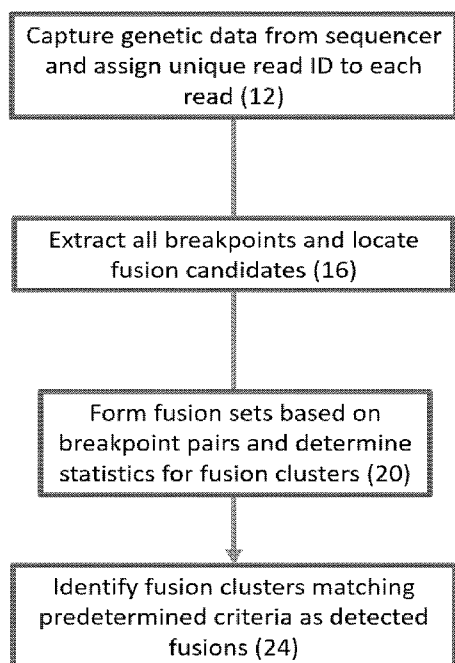 Capture genetic data from sequencer
and assign unique read ID to each
read (12)
Extract all breakpoints and locate
fusion candidates (16)
Form fusion sets based on
breakpoint pairs and determine
statistics for fusion clusters (20)
Identify fusion clusters matching
predetermined criteria as detected
fusions (24)